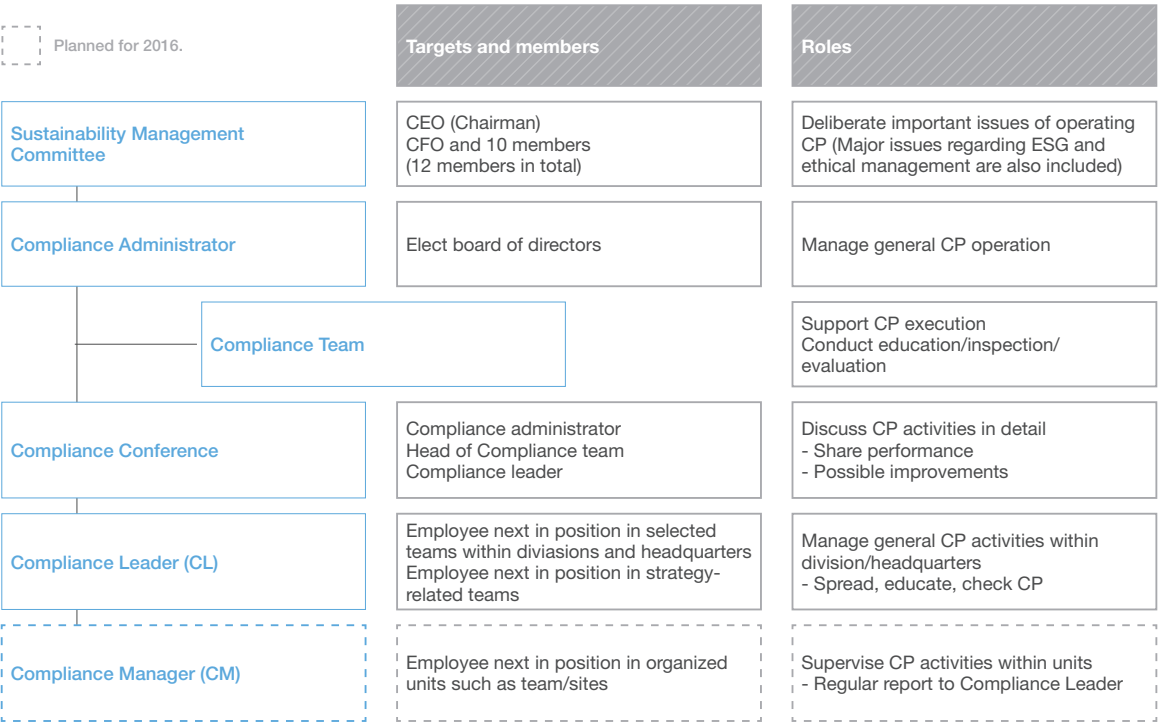 Planned for 2016.
Targets and members
Roles
Sustainability Management
Committee
CEO (Chairman)
CFO and 10 members
(12 members in total)
Deliberate important issues of operating
CP (Major issues regarding ESG and
ethical management are also included)
Compliance Administrator
Elect board of directors
Manage general CP operation
Compliance Team
Support CP execution
Conduct education/inspection/
evaluation
Compliance Conference
Compliance administrator
Head of Compliance team
Compliance leader
Discuss CP activities in detail
- Share performance
- Possible improvements
Compliance Leader (CL)
Employee next in position in selected
teams within diviasions and headquarters
Employee next in position in strategy-
related teams
Manage general CP activities within
division/headquarters
- Spread, educate, check CP
Compliance Manager (CM)
Employee next in position in organized
units such as team/sites
Supervise CP activities within units
- Regular report to Compliance Leader